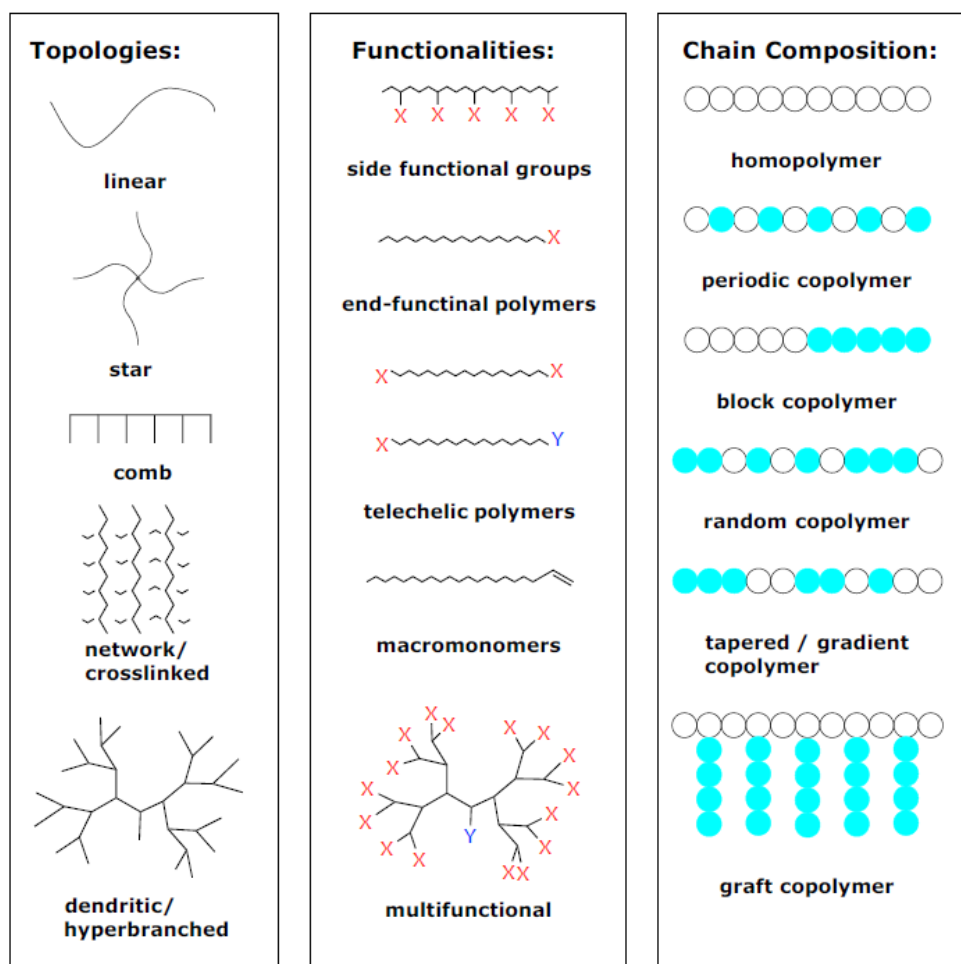 Topologies:
linear
star
comb
network/
crosslinked
dendritic/
hyperbranched
Functionalities:
X X X X X
side functional groups
X
end-functinal polymers
X X
X Y
telechelic polymers
macromonomers
X
X X X
X X
X X
X X
Y X
X X X
XX
multifunctional
Chain Composition:
homopolymer
periodic copolymer
block copolymer
random copolymer
tapered / gradient
copolymer
graft copolymer